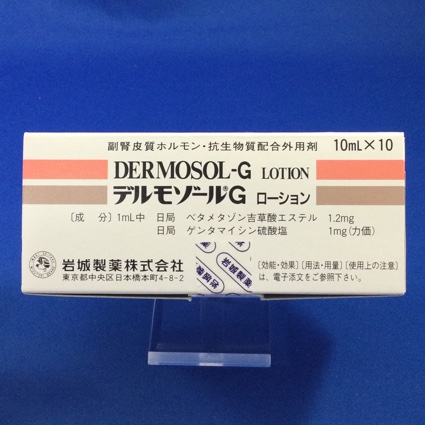 副腎皮質ホルモン・抗生物質配合外用剤
10mL×10
DERMOSOL-G LOTION
デルモゾール®G ローション
〔成 分〕1mL中 日局 ベタメタゾン吉草酸エステル 1.2mg
日局 ゲンタマイシン硫酸塩 1mg(力価)
岩城製薬株式会社
東京都中央区日本橋本町4-8-2
〔効能・効果〕〔用法・用量〕〔使用上の注意〕
は、電子添文をご参照下さい。
岩城製薬